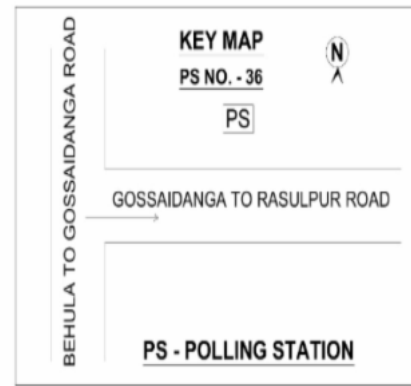 KEY MAP
N
PS NO. - 36
PS
BEHULA TO GOSSAIDANGA ROAD
GOSSAIDANGA TO RASULPUR ROAD
PS - POLLING STATION